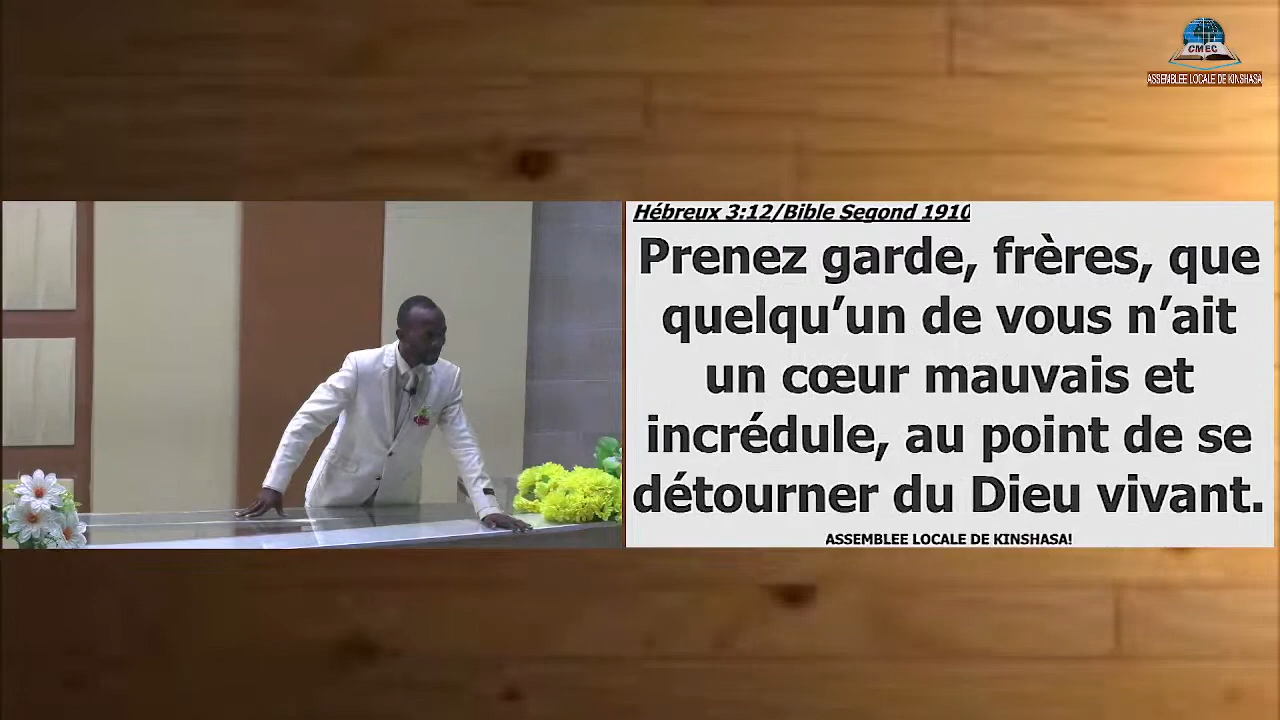 CMEC
ASSEMBLEE LOCALE DE KINSHASA
Hébreux 3:12/Bible Segond 1910
Prenez garde, frères, que
quelqu’un de vous n’ait
un cœur mauvais et
incrédule, au point de se
détourner du Dieu vivant.
ASSEMBLEE LOCALE DE KINSHASA!